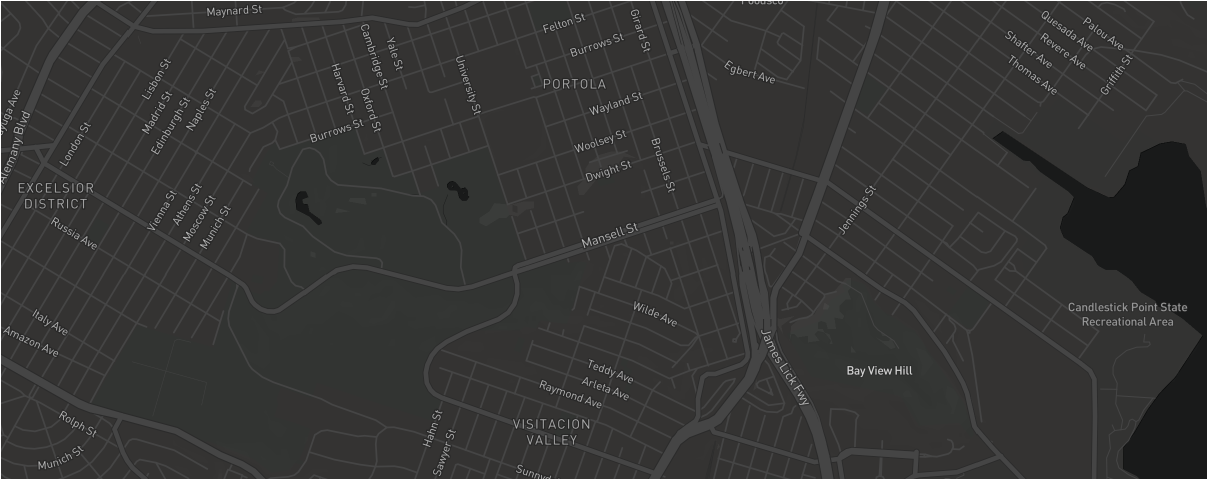 Maynard St
Felton St
Girard St
Burrows St
Cambridge St
Yale St
University St
PORTOLA
Egbert Ave
Palou Ave
Quesada Ave
Revere Ave
Shafter Ave
Thomas Ave
Griffith St
Lisbon St
Madrid St
Edinburgh St
Naples St
Harvard St
Oxford St
Burrows St
Wayland St
Woolsey St
Dwight St
Brussels St
Alemany Blvd
London St
EXCELSIOR
DISTRICT
Russia Ave
Vienna St
Athens St
Moscow St
Munich St
Mansell St
Jennings St
Wilde Ave
Candlestick Point State
Recreational Area
Italy Ave
Amazon Ave
James Lick Fwy
Bay View Hill
Teddy Ave
Arleta Ave
Raymond Ave
Rolph St
Munich St
Hahn St
Sawyer St
VISITACION
VALLEY